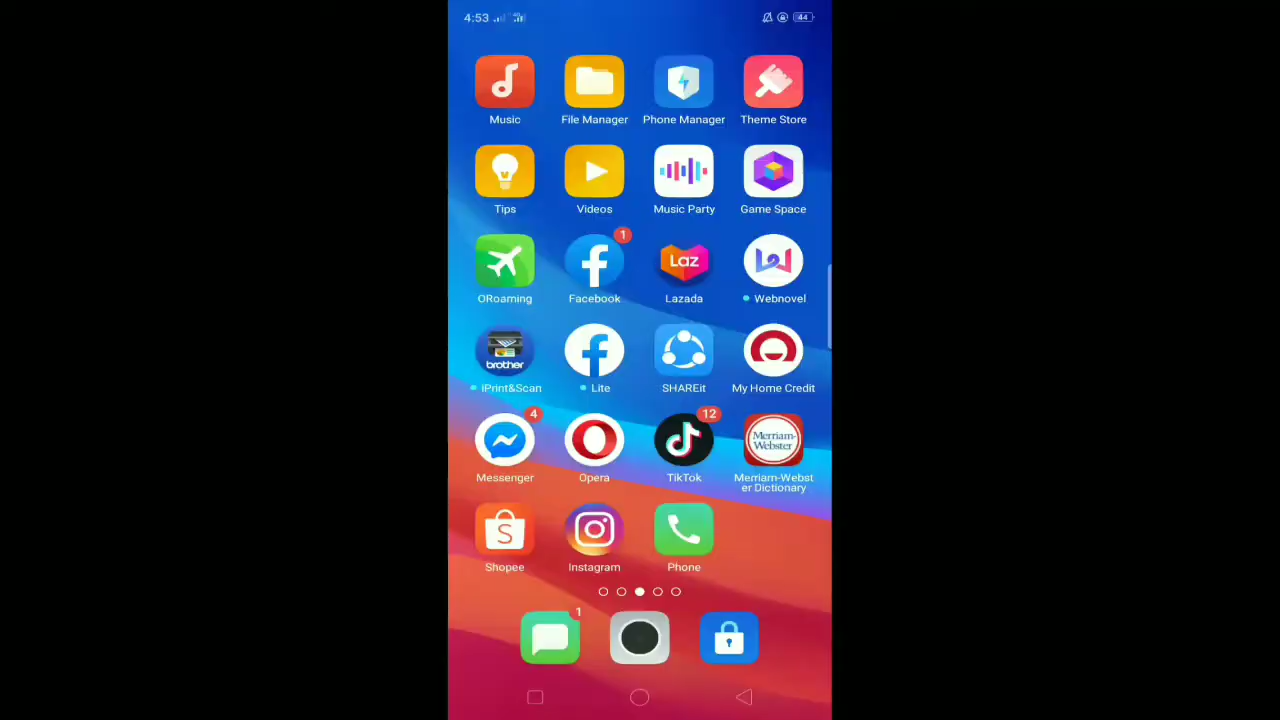 4:53 4G 44
Music File Manager Phone Manager Theme Store
Tips Videos Music Party Game Space
1
Laz
ORoaming Facebook Lazada Webnovel
brother
iPrint&Scan Lite SHAREit My Home Credit
4 12
Merriam-
Webster
Messenger Opera TikTok Merriam-Webst
er Dictionary
S
Shopee Instagram Phone
1